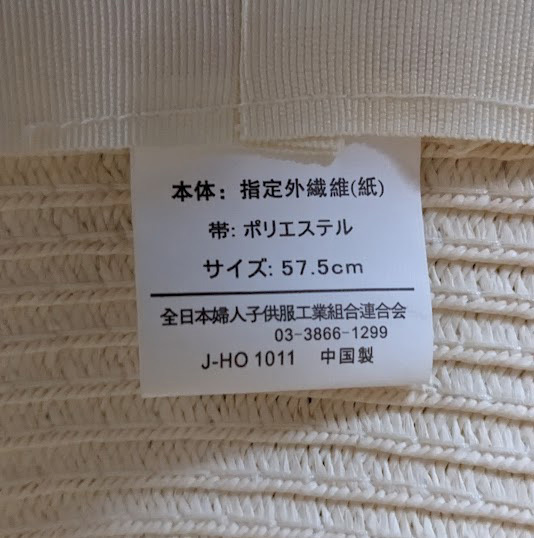 本体: 指定外繊維(紙)
帯: ポリエステル
サイズ: 57.5cm
全日本婦人子供服工業組合連合会
03-3866-1299
J-HO 1011 中国製